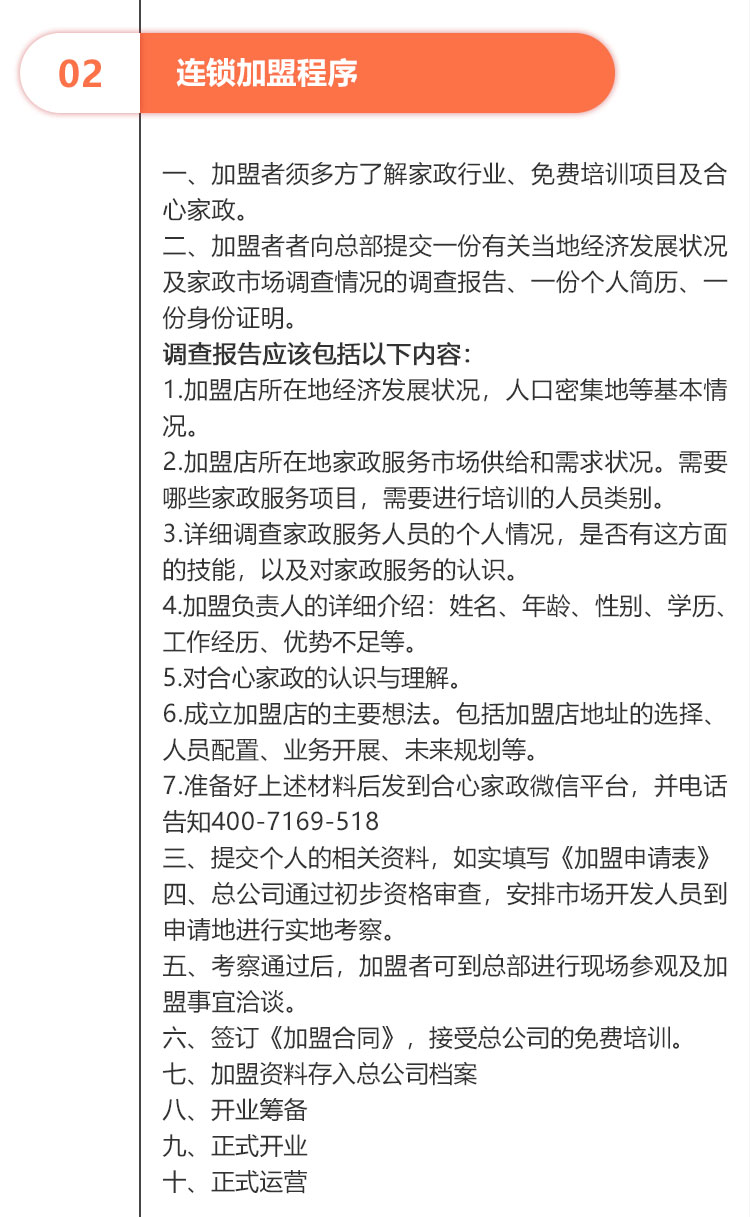 02
连锁加盟程序
一、加盟者须多方了解家政行业、免费培训项目及合
心家政。
二、加盟者者向总部提交一份有关当地经济发展状况
及家政市场调查情况的调查报告、一份个人简历、一
份身份证明。
调查报告应该包括以下内容：
1.加盟店所在地经济发展状况，人口密集地等基本情
况。
2.加盟店所在地家政服务市场供给和需求状况。需要
哪些家政服务项目，需要进行培训的人员类别。
3.详细调查家政服务人员的个人情况，是否有这方面
的技能，以及对家政服务的认识。
4.加盟负责人的详细介绍：姓名、年龄、性别、学历、
工作经历、优势不足等。
5.对合心家政的认识与理解。
6.成立加盟店的主要想法。包括加盟店地址的选择、
人员配置、业务开展、未来规划等。
7.准备好上述材料后发到合心家政微信平台，并电话
告知400-7169-518
三、提交个人的相关资料，如实填写《加盟申请表》
四、总公司通过初步资格审查，安排市场开发人员到
申请地进行实地考察。
五、考察通过后，加盟者可到总部进行现场参观及加
盟事宜洽谈。
六、签订《加盟合同》，接受总公司的免费培训。
七、加盟资料存入总公司档案
八、开业筹备
九、正式开业
十、正式运营